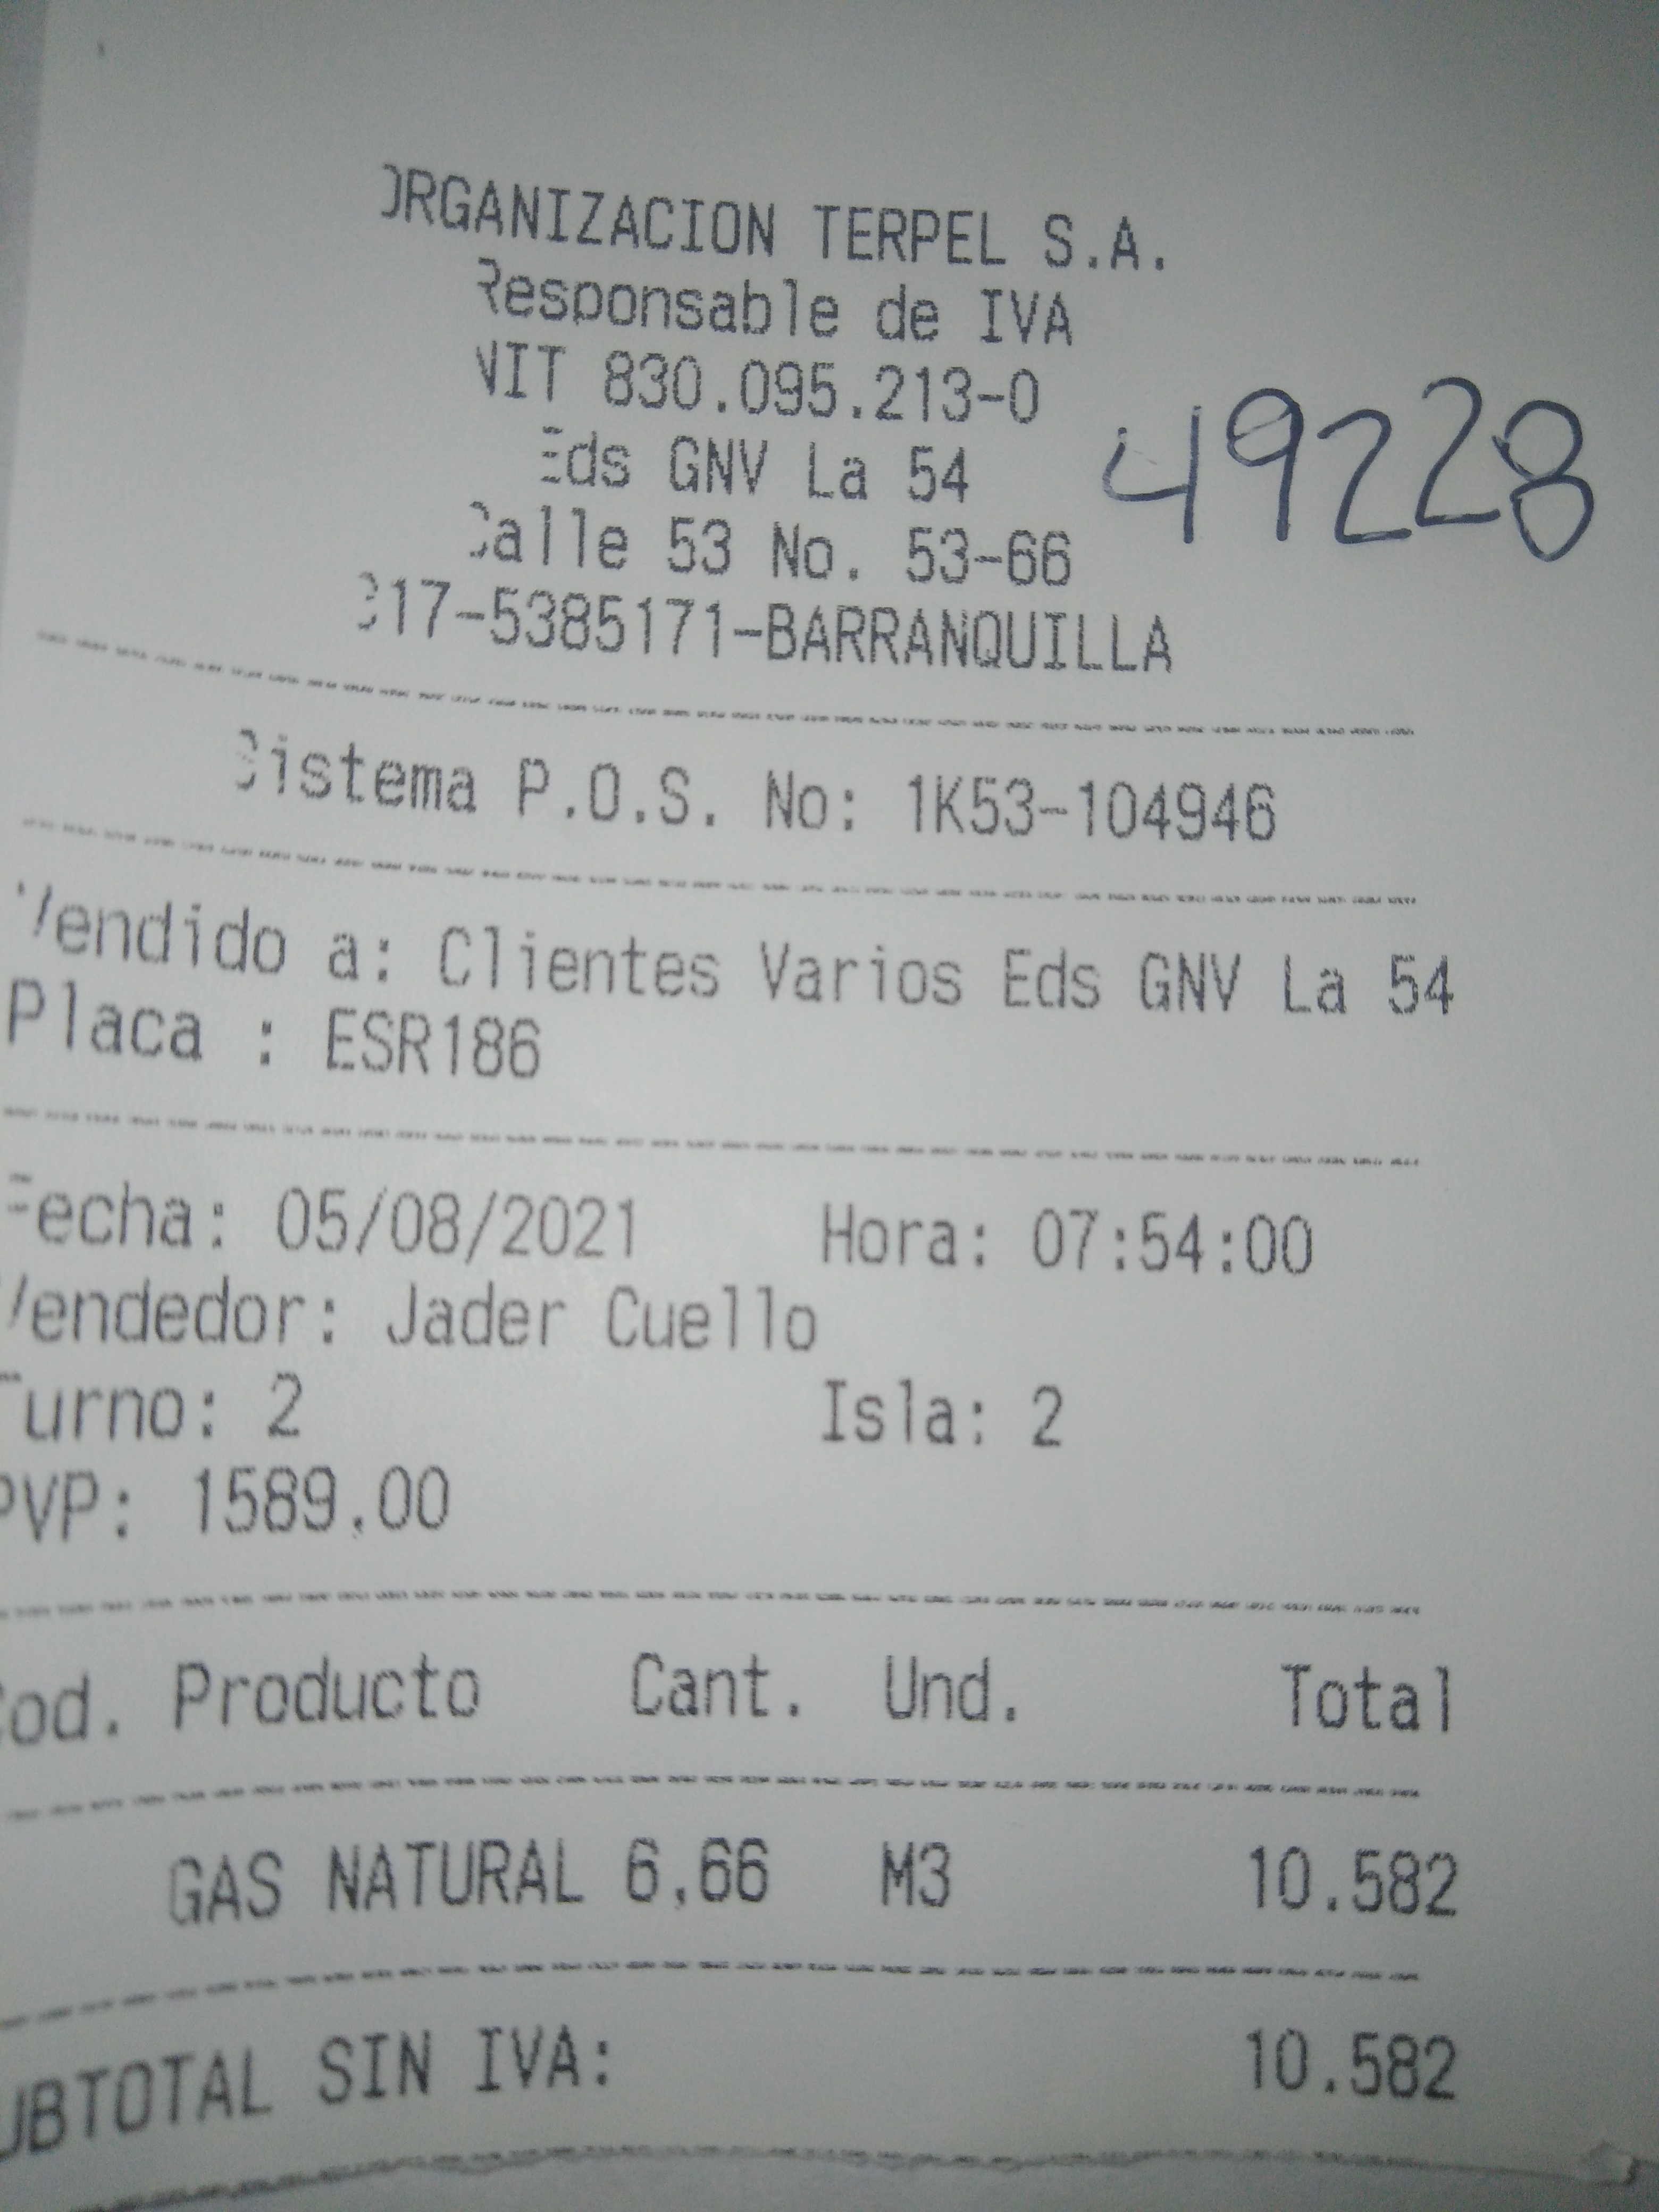 ORGANIZACION TERPEL S.A.
Responsable de IVA
NIT 830.095.213-0
Eds GNV La 54
49228
Calle 53 No. 53-66
317-5385171-BARRANQUILLA
Sistema P.O.S. No: 1K53-104946
Vendido a: Clientes Varios Eds GNV La 54
Placa : ESR186
Fecha: 05/08/2021 Hora: 07:54:00
Vendedor: Jader Cuello
Turno: 2 Isla: 2
PVP: 1589.00
Cod. Producto Cant. Und. Total
GAS NATURAL 6,66 M3 10.582
SUBTOTAL SIN IVA: 10.582